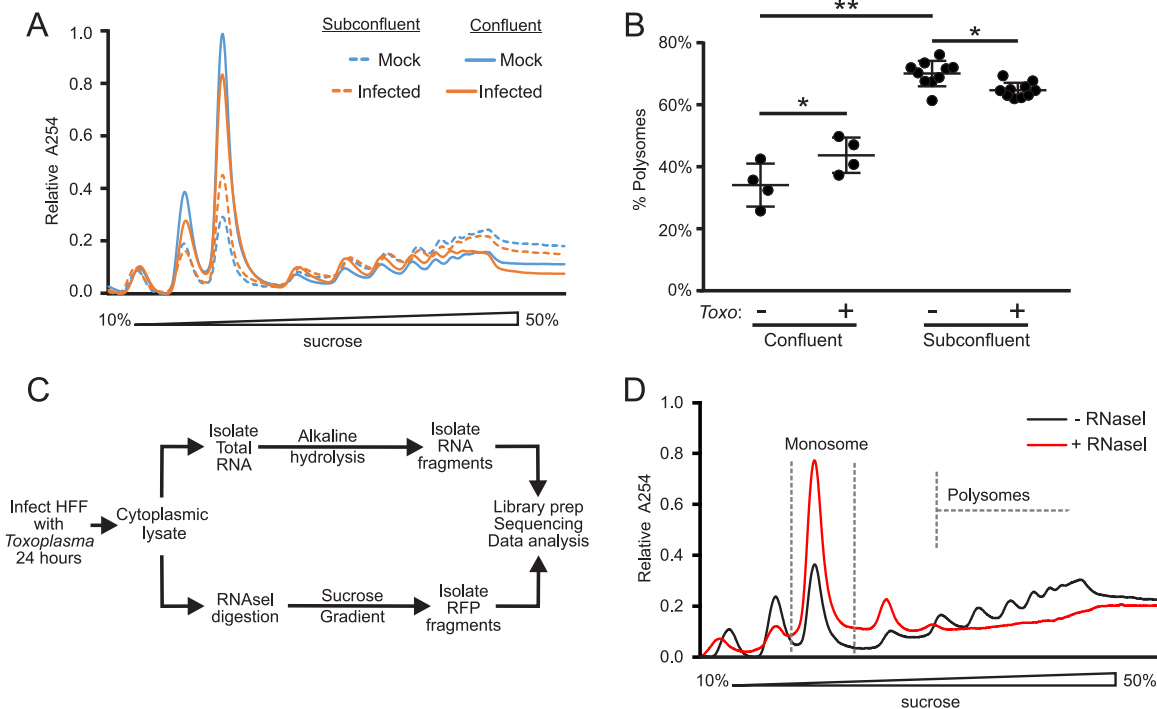 A
Subconfluent
Confluent
Mock
Mock
Infected
Infected
Relative A254
1.0
0.8
0.6
0.4
0.2
0.0
10%
50%
sucrose
B
**
*
*
% Polysomes
80%
60%
40%
20%
0%
Toxo:
-
+
-
+
Confluent
Subconfluent
C
Infect HFF
with
Toxoplasma
24 hours
Cytoplasmic
lysate
Isolate
Total
RNA
Alkaline
hydrolysis
Isolate
RNA
fragments
RNAseI
digestion
Sucrose
Gradient
Isolate
RFP
fragments
Library prep
Sequencing
Data analysis
D
Relative A254
1.0
0.8
0.6
0.4
0.2
0.0
Monosome
Polysomes
- RNaseI
+ RNaseI
10%
50%
sucrose